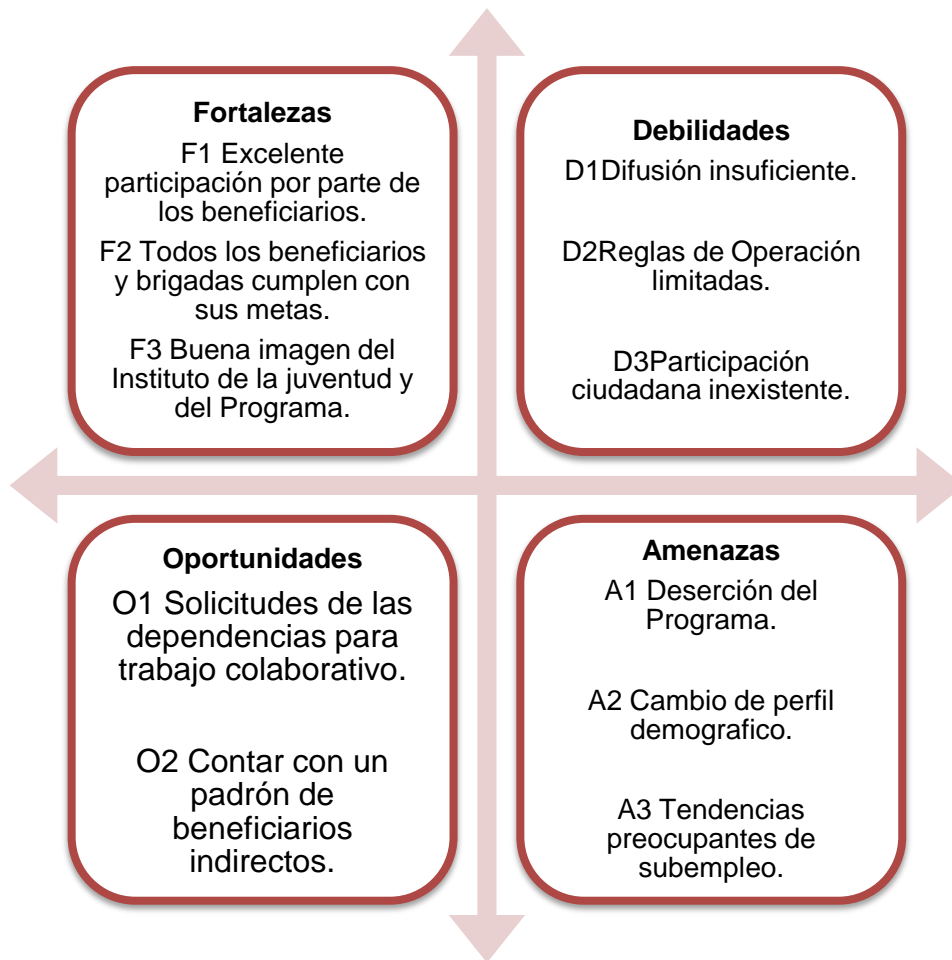 Fortalezas
F1 Excelente
participación por parte de
los beneficiarios.
F2 Todos los beneficiarios
y brigadas cumplen con
sus metas.
F3 Buena imagen del
Instituto de la juventud y
del Programa.
Debilidades
D1Difusión insuficiente.
D2Reglas de Operación
limitadas.
D3Participación
ciudadana inexistente.
Oportunidades
O1 Solicitudes de las
dependencias para
trabajo colaborativo.
O2 Contar con un
padrón de
beneficiarios
indirectos.
Amenazas
A1 Deserción del
Programa.
A2 Cambio de perfil
demografico.
A3 Tendencias
preocupantes de
subempleo.